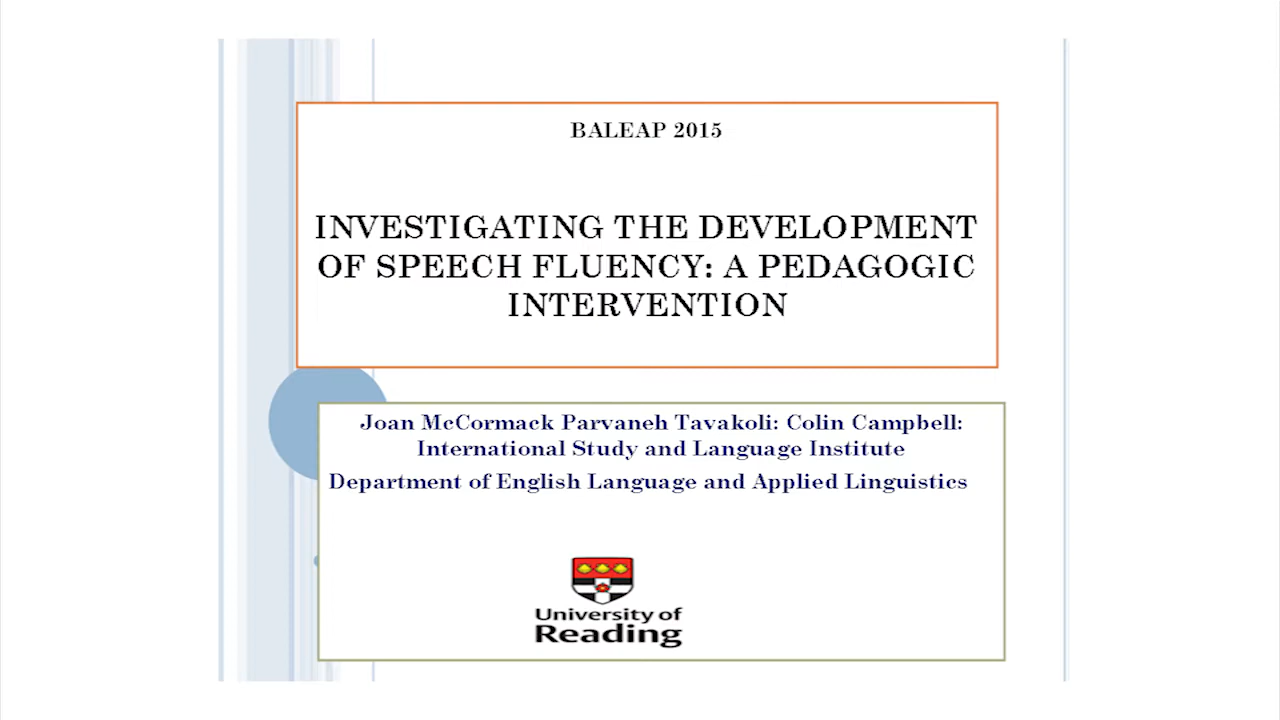 BALEAP 2015
INVESTIGATING THE DEVELOPMENT
OF SPEECH FLUENCY: A PEDAGOGIC
INTERVENTION
Joan McCormack Parvaneh Tavakoli: Colin Campbell:
International Study and Language Institute
Department of English Language and Applied Linguistics
University of
Reading